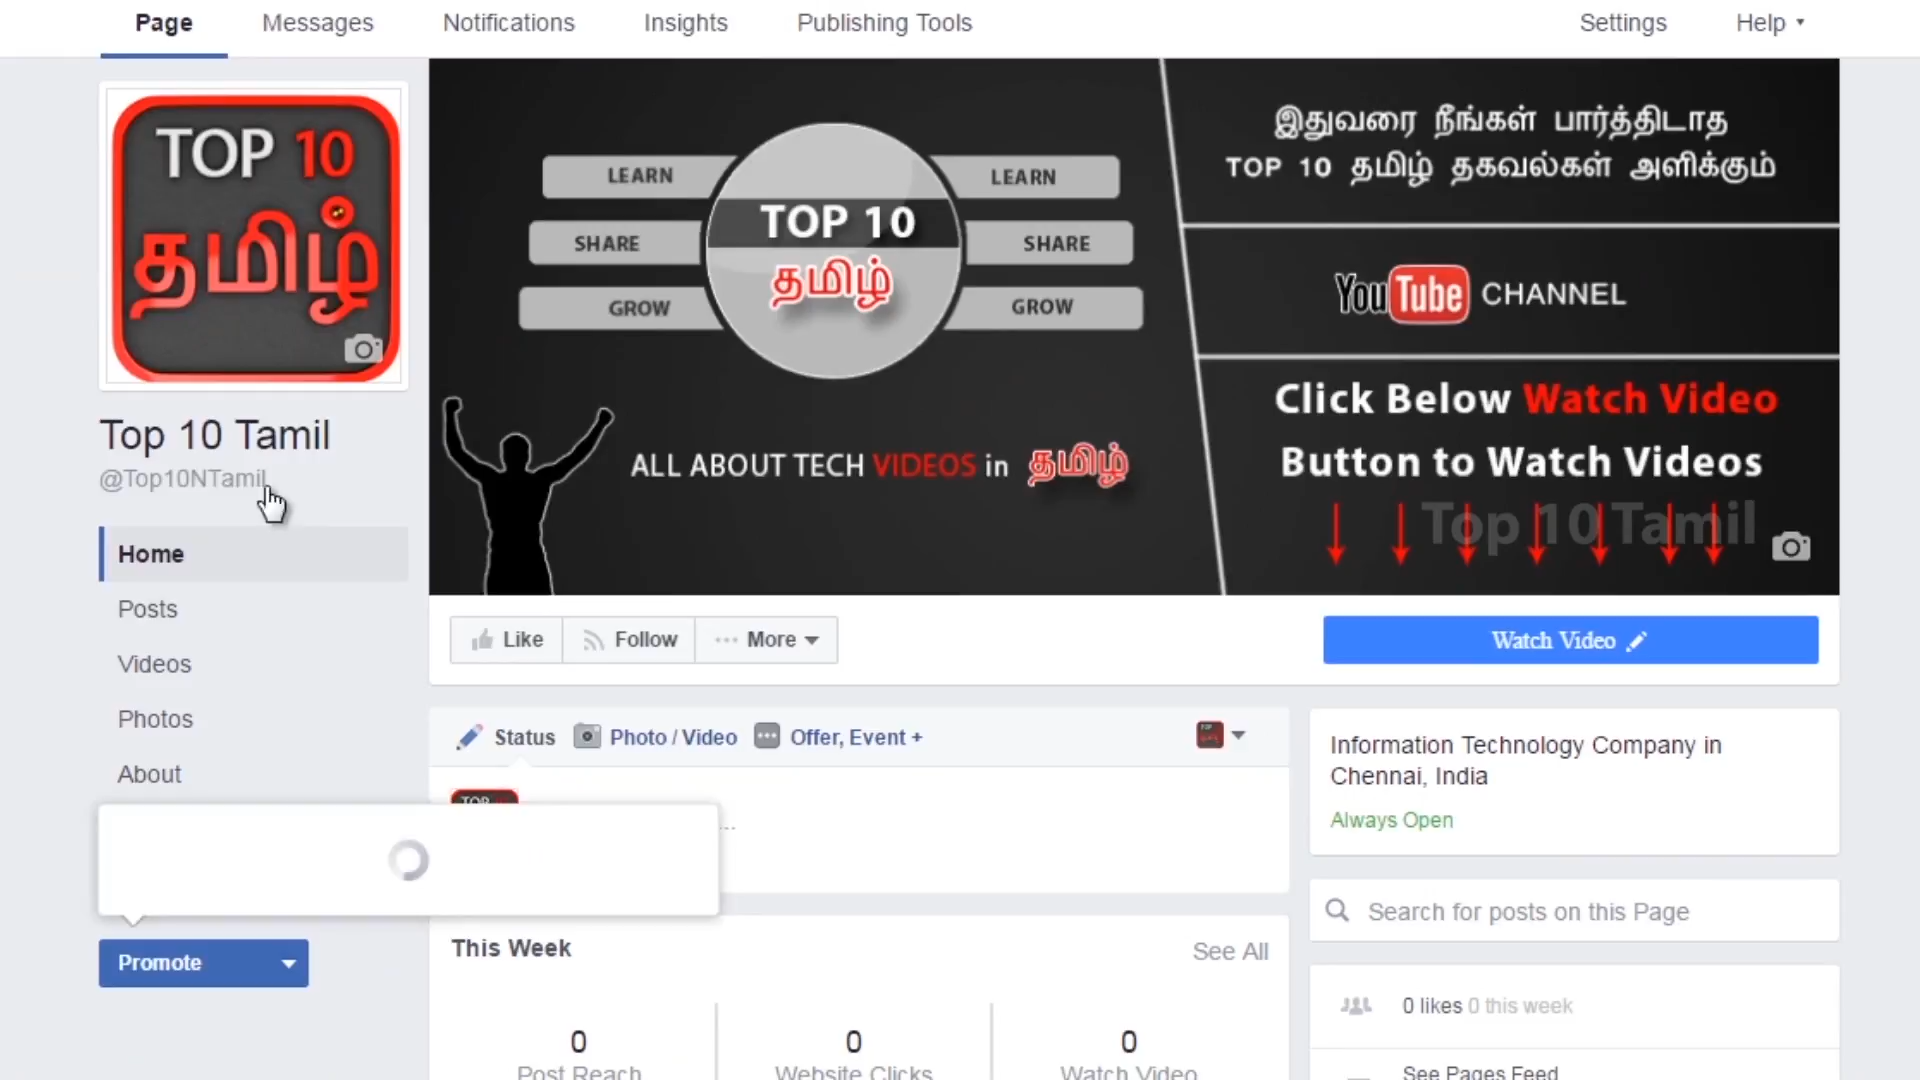 Page
Messages
Notifications
Insights
Publishing Tools
Settings
Help
TOP 10
தமிழ்
Top 10 Tamil
@Top10NTamil
Home
Posts
Videos
Photos
About
Promote
LEARN
SHARE
GROW
TOP 10
தமிழ்
LEARN
SHARE
GROW
ALL ABOUT TECH VIDEOS in தமிழ்
இதுவரை நீங்கள் பார்த்திடாத
TOP 10 தமிழ் தகவல்கள் அளிக்கும்
YouTube CHANNEL
Click Below Watch Video
Button to Watch Videos
Top 10 Tamil
Like
Follow
More
Watch Video
Status
Photo / Video
Offer, Event +
TOP
This Week
See All
0
Post Reach
0
Website Clicks
0
Watch Video
Information Technology Company in
Chennai, India
Always Open
Search for posts on this Page
0 likes 0 this week
See Pages Feed